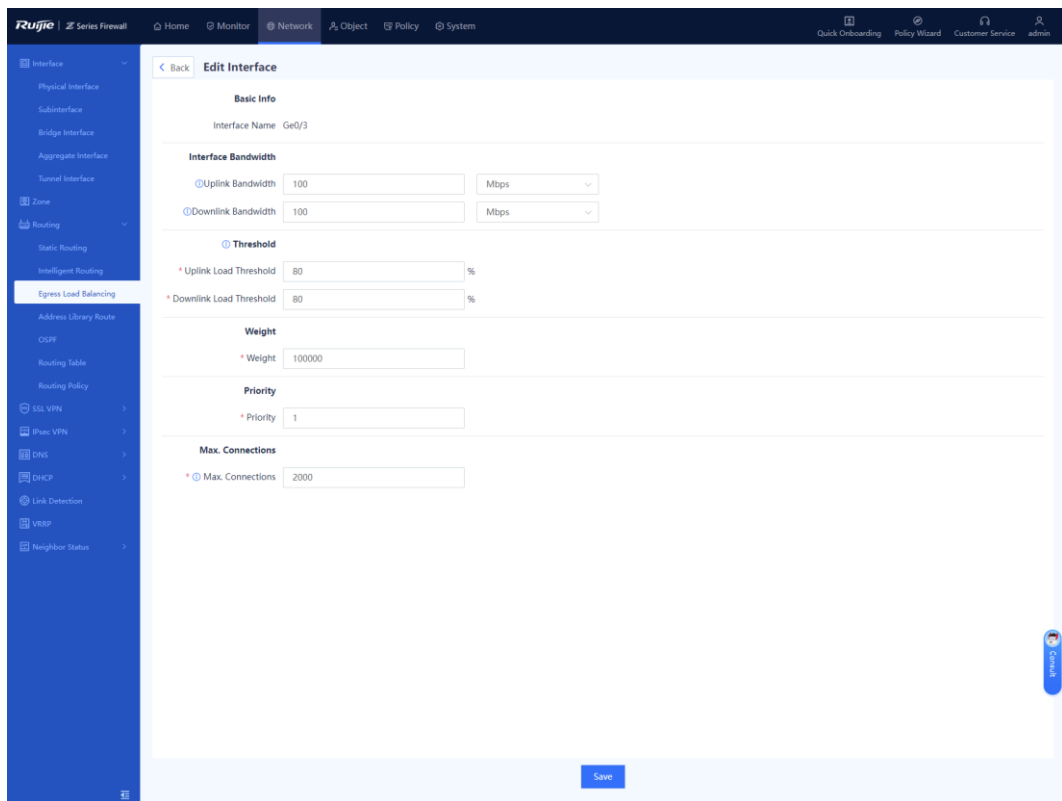 Ruijie | Z Series Firewall
Home
Monitor
Network
Object
Policy
System
Quick Onboarding
Policy Wizard
Customer Service
admin
Interface
Physical Interface
Subinterface
Bridge Interface
Aggregate Interface
Tunnel Interface
Zone
Routing
Static Routing
Intelligent Routing
Egress Load Balancing
Address Library Route
OSPF
Routing Table
Routing Policy
SSL VPN
IPsec VPN
DNS
DHCP
Link Detection
VRRP
Neighbor Status
< Back Edit Interface
Basic Info
Interface Name Ge0/3
Interface Bandwidth
Uplink Bandwidth 100 Mbps
Downlink Bandwidth 100 Mbps
Threshold
* Uplink Load Threshold 80 %
* Downlink Load Threshold 80 %
Weight
* Weight 100000
Priority
* Priority 1
Max. Connections
* Max. Connections 2000
Consult
Save